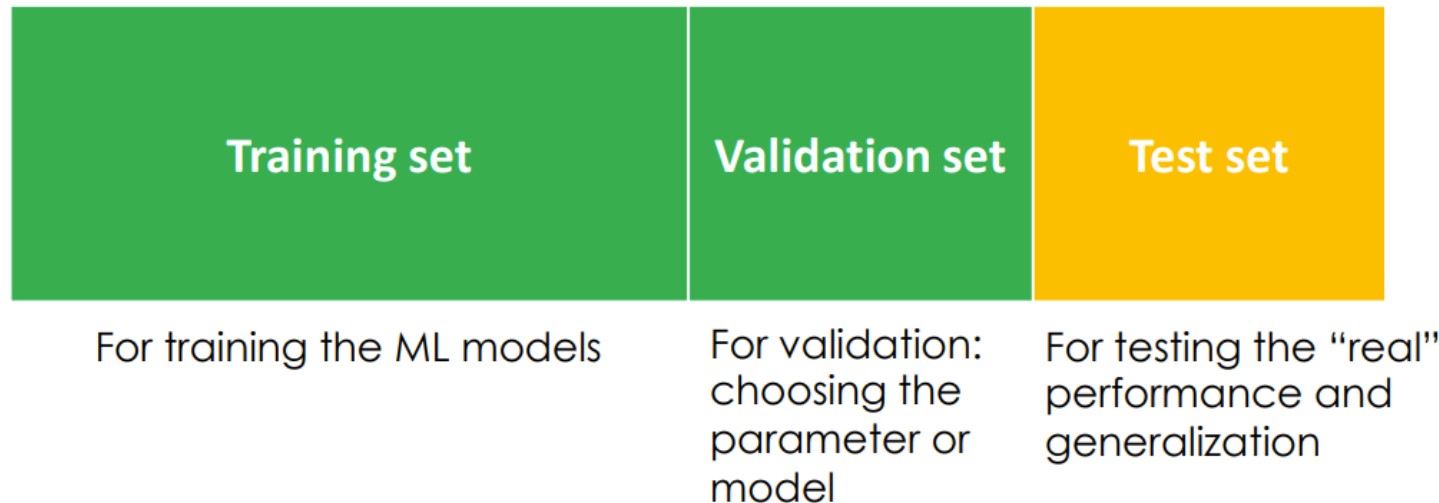 Training set
Validation set
Test set
For training the ML models
For validation:
choosing the
parameter or
model
For testing the “real”
performance and
generalization